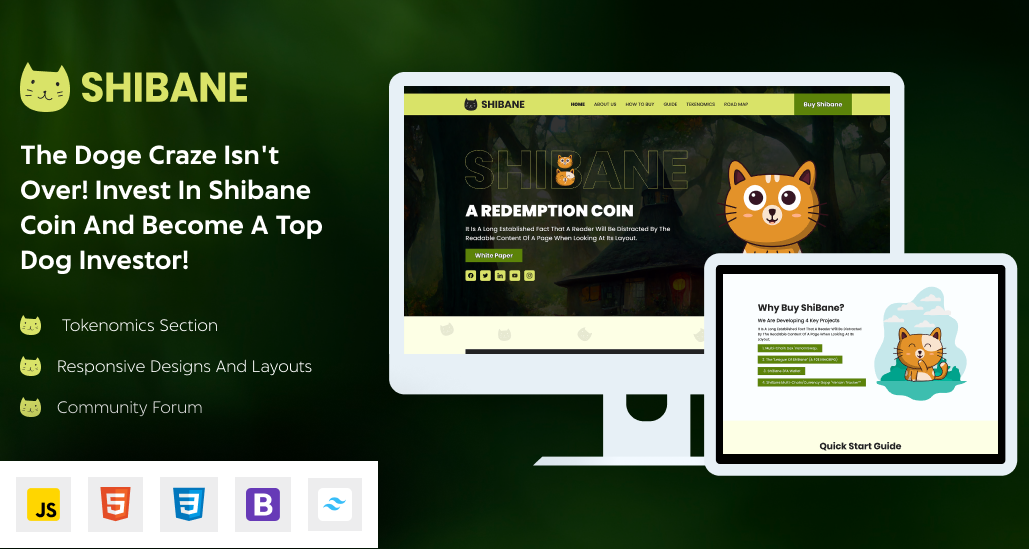 SHIBANE
The Doge Craze Isn't
Over! Invest In Shibane
Coin And Become A Top
Dog Investor!
Tokenomics Section
Responsive Designs And Layouts
Community Forum
JS
5
3
B
SHIBANE
HOME ABOUT US HOW TO BUY GUIDE TEKENOMICS ROAD MAP
Buy Shibane
SHIBANE
A REDEMPTION COIN
It Is A Long Established Fact That A Reader Will Be Distracted By The
Readable Content Of A Page When Looking At Its Layout.
White Paper
Why Buy ShiBane?
We Are Developing 4 Key Projects
It Is A Long Established Fact That A Reader Will Be Distracted
By The Readable Content Of A Page When Looking At Its
Layout.
Quick Start Guide